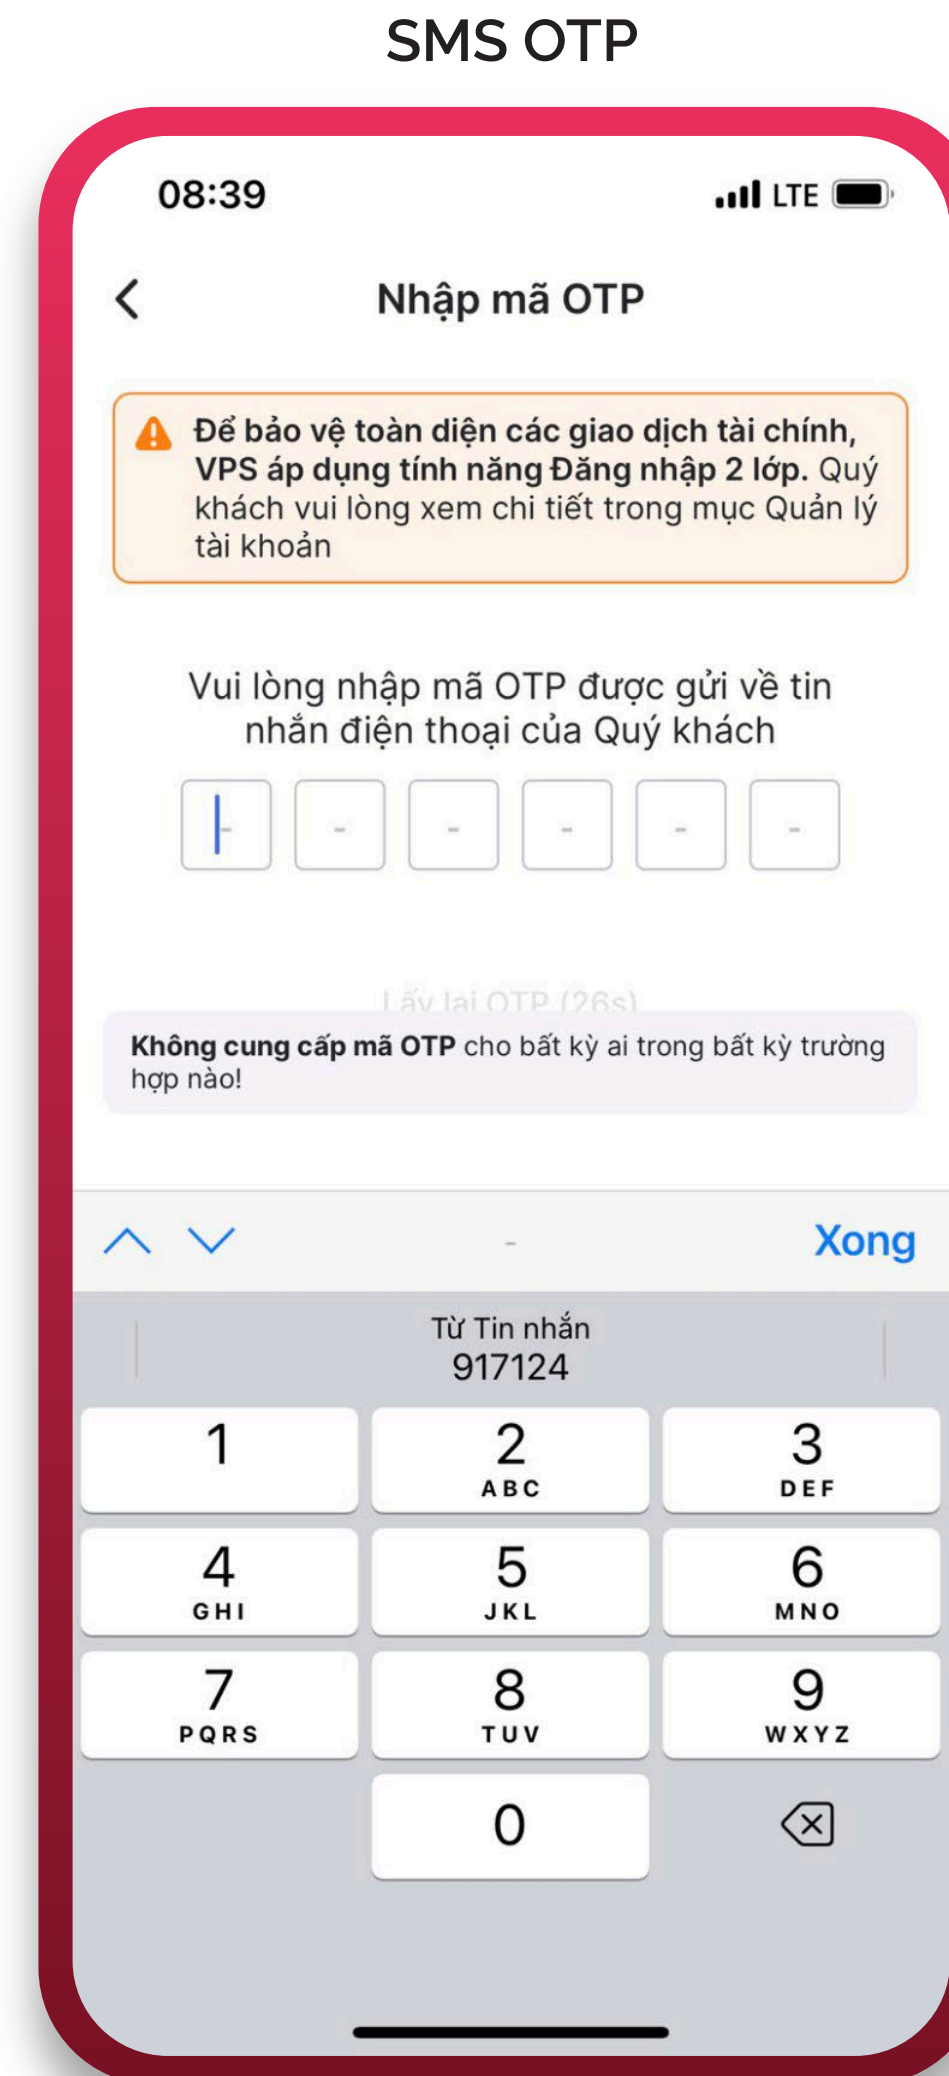 SMS OTP
08:39
LTE
Nhập mã OTP
Để bảo vệ toàn diện các giao dịch tài chính,
VPS áp dụng tính năng Đăng nhập 2 lớp. Quý
khách vui lòng xem chi tiết trong mục Quản lý
tài khoản
Vui lòng nhập mã OTP được gửi về tin
nhắn điện thoại của Quý khách
- - - - - -
Lấy lại OTP (26s)
Không cung cấp mã OTP cho bất kỳ ai trong bất kỳ trường
hợp nào!
- Xong
Từ Tin nhắn
917124
1 2 3
ABC DEF
4 5 6
GHI JKL MNO
7 8 9
PQRS TUV WXYZ
0